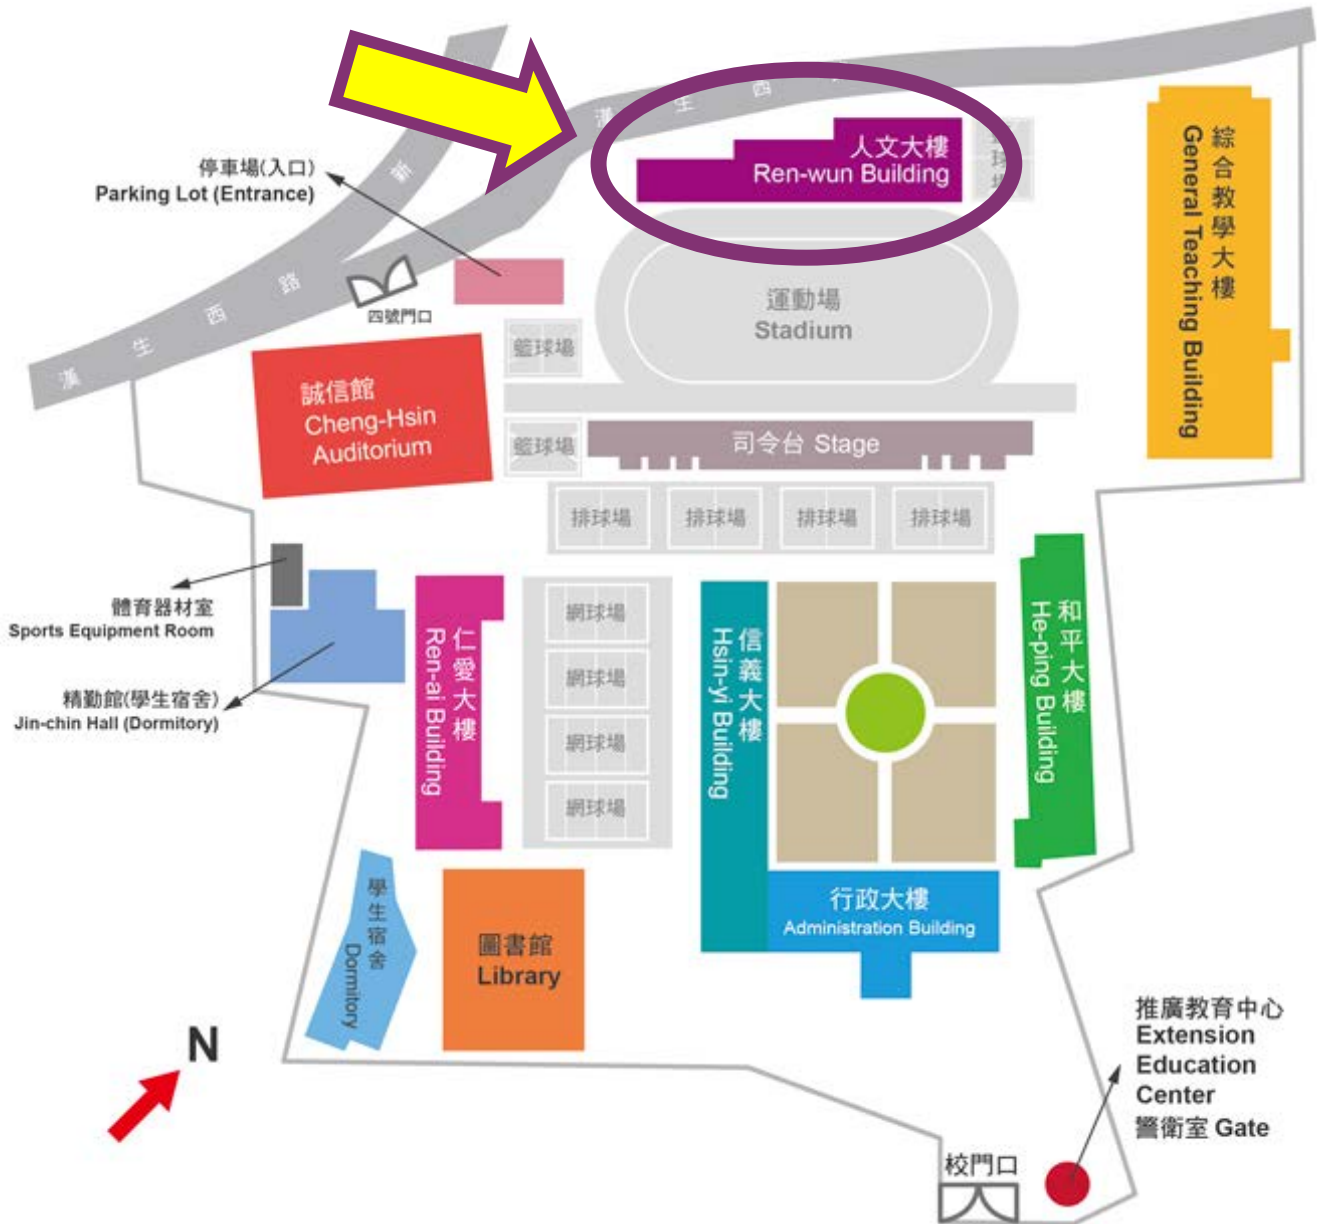 漢生四
停車場(入口)
Parking Lot (Entrance)
人文大樓
Ren-wun Building
綜合教學大樓
General Teaching Building
漢生西路
四號門口
運動場
Stadium
籃球場
誠信館
Cheng-Hsin
Auditorium
籃球場
司令台 Stage
排球場
排球場
排球場
排球場
體育器材室
Sports Equipment Room
精勤館(學生宿舍)
Jin-chin Hall (Dormitory)
仁愛大樓
Ren-ai Building
網球場
網球場
網球場
網球場
信義大樓
Hsin-yi Building
和平大樓
He-ping Building
學生宿舍
Dormitory
圖書館
Library
行政大樓
Administration Building
N
推廣教育中心
Extension
Education
Center
警衛室 Gate
校門口